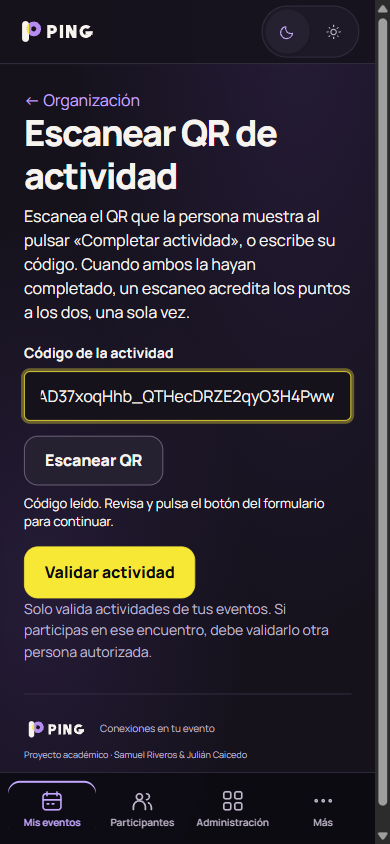 PING
← Organización
Escanear QR de
actividad
Escanea el QR que la persona muestra al
pulsar «Completar actividad», o escribe su
código. Cuando ambos la hayan
completado, un escaneo acredita los puntos
a los dos, una sola vez.
Código de la actividad
AD37xoqHhb_QTHecDRZE2qyO3H4Pww
Escanear QR
Código leído. Revisa y pulsa el botón del formulario
para continuar.
Validar actividad
Solo valida actividades de tus eventos. Si
participas en ese encuentro, debe validarlo otra
persona autorizada.
PING Conexiones en tu evento
Proyecto académico · Samuel Riveros & Julián Caicedo
Mis eventos Participantes Administración Más